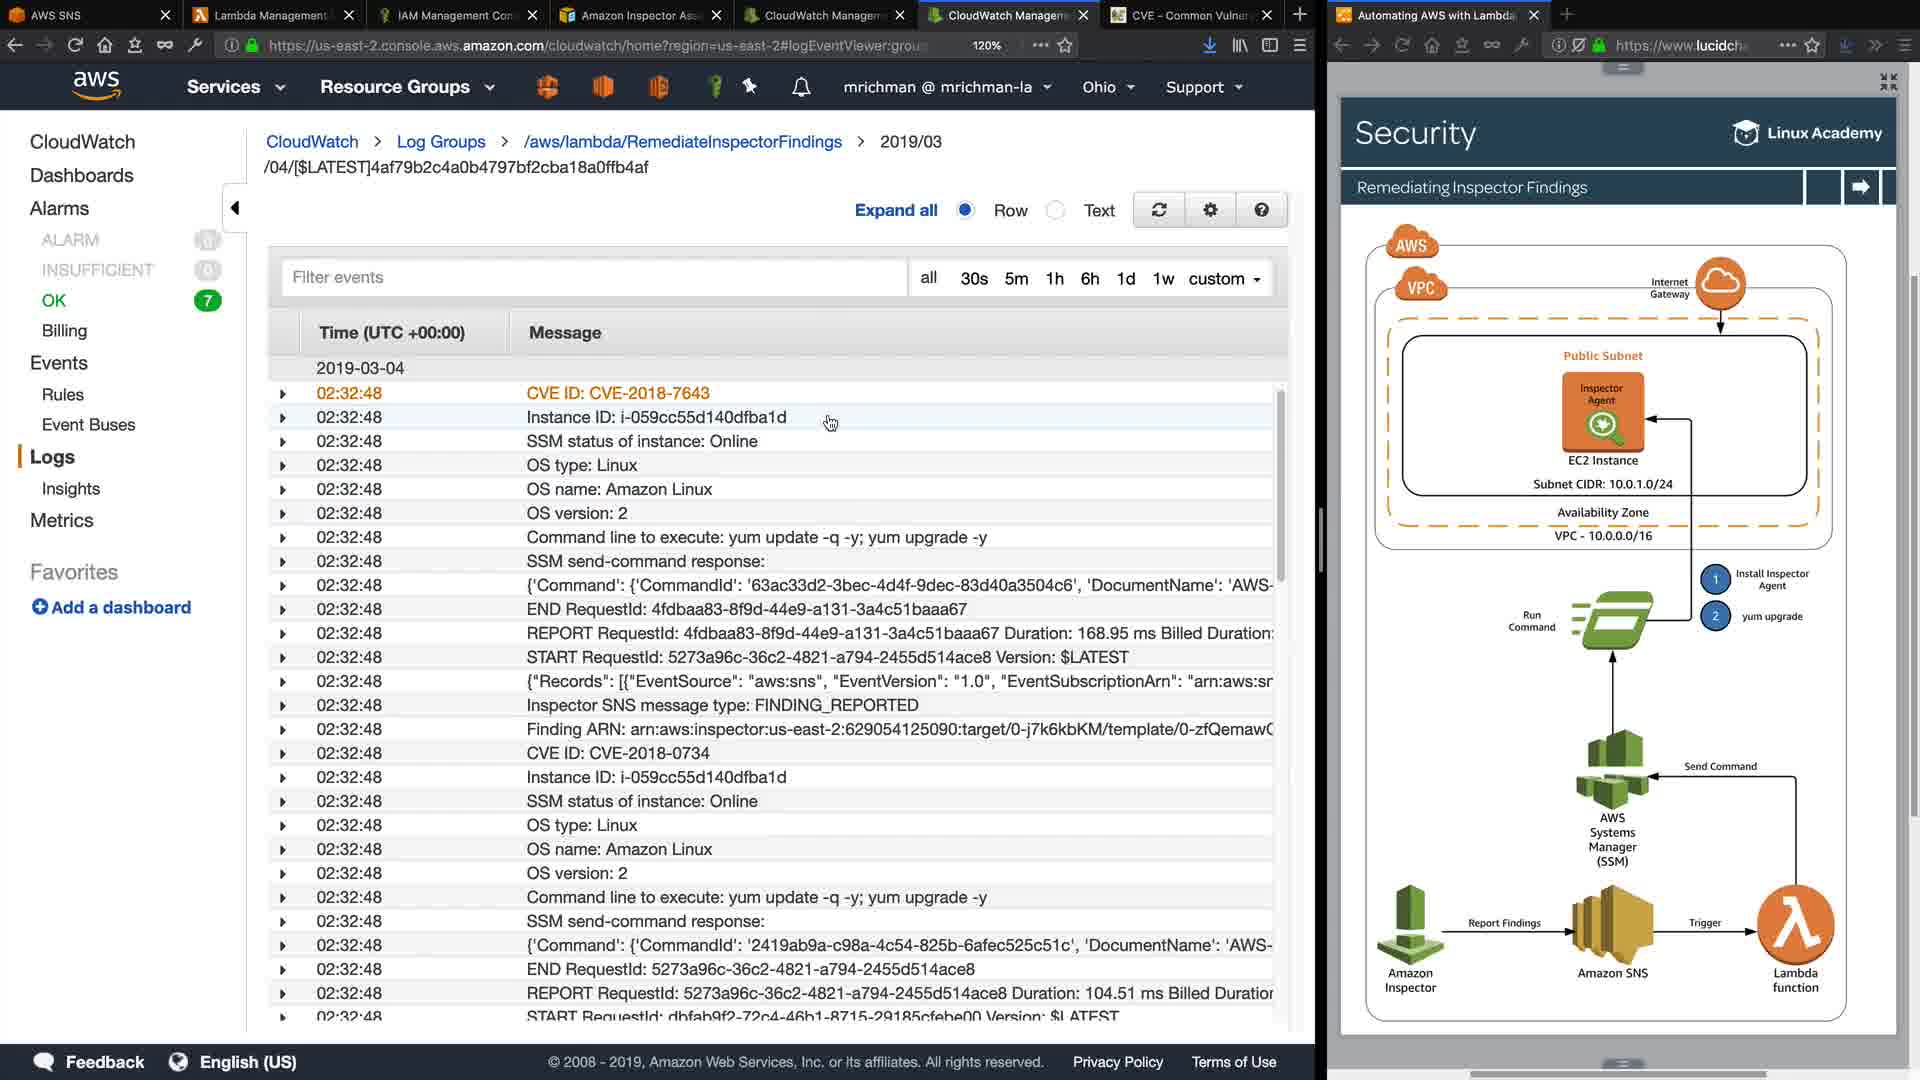 AWS SNS
Lambda Management
IAM Management Con
Amazon Inspector Ass
CloudWatch Managem
CloudWatch Managem
CVE - Common Vulner
Automating AWS with Lambda
https://us-east-2.console.aws.amazon.com/cloudwatch/home?region=us-east-2#logEventViewer:grou
120%
https://www.lucidch
aws
Services
Resource Groups
mrichman @ mrichman-la
Ohio
Support
CloudWatch
Dashboards
Alarms
ALARM 0
INSUFFICIENT 0
OK 7
Billing
Events
Rules
Event Buses
Logs
Insights
Metrics
Favorites
Add a dashboard
CloudWatch > Log Groups > /aws/lambda/RemediateInspectorFindings > 2019/03
/04/[$LATEST]4af79b2c4a0b4797bf2cba18a0ffb4af
Expand all Row Text
Filter events
all 30s 5m 1h 6h 1d 1w custom
Time (UTC +00:00) Message
2019-03-04
02:32:48 CVE ID: CVE-2018-7643
02:32:48 Instance ID: i-059cc55d140dfba1d
02:32:48 SSM status of instance: Online
02:32:48 OS type: Linux
02:32:48 OS name: Amazon Linux
02:32:48 OS version: 2
02:32:48 Command line to execute: yum update -q -y; yum upgrade -y
02:32:48 SSM send-command response:
02:32:48 {'Command': {'CommandId': '63ac33d2-3bec-4d4f-9dec-83d40a3504c6', 'DocumentName': 'AWS-
02:32:48 END RequestId: 4fdbaa83-8f9d-44e9-a131-3a4c51baaa67
02:32:48 REPORT RequestId: 4fdbaa83-8f9d-44e9-a131-3a4c51baaa67 Duration: 168.95 ms Billed Duration:
02:32:48 START RequestId: 5273a96c-36c2-4821-a794-2455d514ace8 Version: $LATEST
02:32:48 {"Records": [{"EventSource": "aws:sns", "EventVersion": "1.0", "EventSubscriptionArn": "arn:aws:sn
02:32:48 Inspector SNS message type: FINDING_REPORTED
02:32:48 Finding ARN: arn:aws:inspector:us-east-2:629054125090:target/0-j7k6kbKM/template/0-zfQemawC
02:32:48 CVE ID: CVE-2018-0734
02:32:48 Instance ID: i-059cc55d140dfba1d
02:32:48 SSM status of instance: Online
02:32:48 OS type: Linux
02:32:48 OS name: Amazon Linux
02:32:48 OS version: 2
02:32:48 Command line to execute: yum update -q -y; yum upgrade -y
02:32:48 SSM send-command response:
02:32:48 {'Command': {'CommandId': '2419ab9a-c98a-4c54-825b-6afec525c51c', 'DocumentName': 'AWS-
02:32:48 END RequestId: 5273a96c-36c2-4821-a794-2455d514ace8
02:32:48 REPORT RequestId: 5273a96c-36c2-4821-a794-2455d514ace8 Duration: 104.51 ms Billed Duration
02:32:48 START RequestId: dbfab9f2-72c4-46b1-8715-29185cfebe00 Version: $LATEST
Feedback
English (US)
© 2008 - 2019, Amazon Web Services, Inc. or its affiliates. All rights reserved.
Privacy Policy
Terms of Use
Security
Linux Academy
Remediating Inspector Findings
AWS
VPC
Internet
Gateway
Public Subnet
Inspector
Agent
EC2 Instance
Subnet CIDR: 10.0.1.0/24
Availability Zone
VPC - 10.0.0.0/16
Run
Command
1 Install Inspector
Agent
2 yum upgrade
Send Command
AWS
Systems
Manager
(SSM)
Report Findings
Trigger
Amazon
Inspector
Amazon SNS
Lambda
function